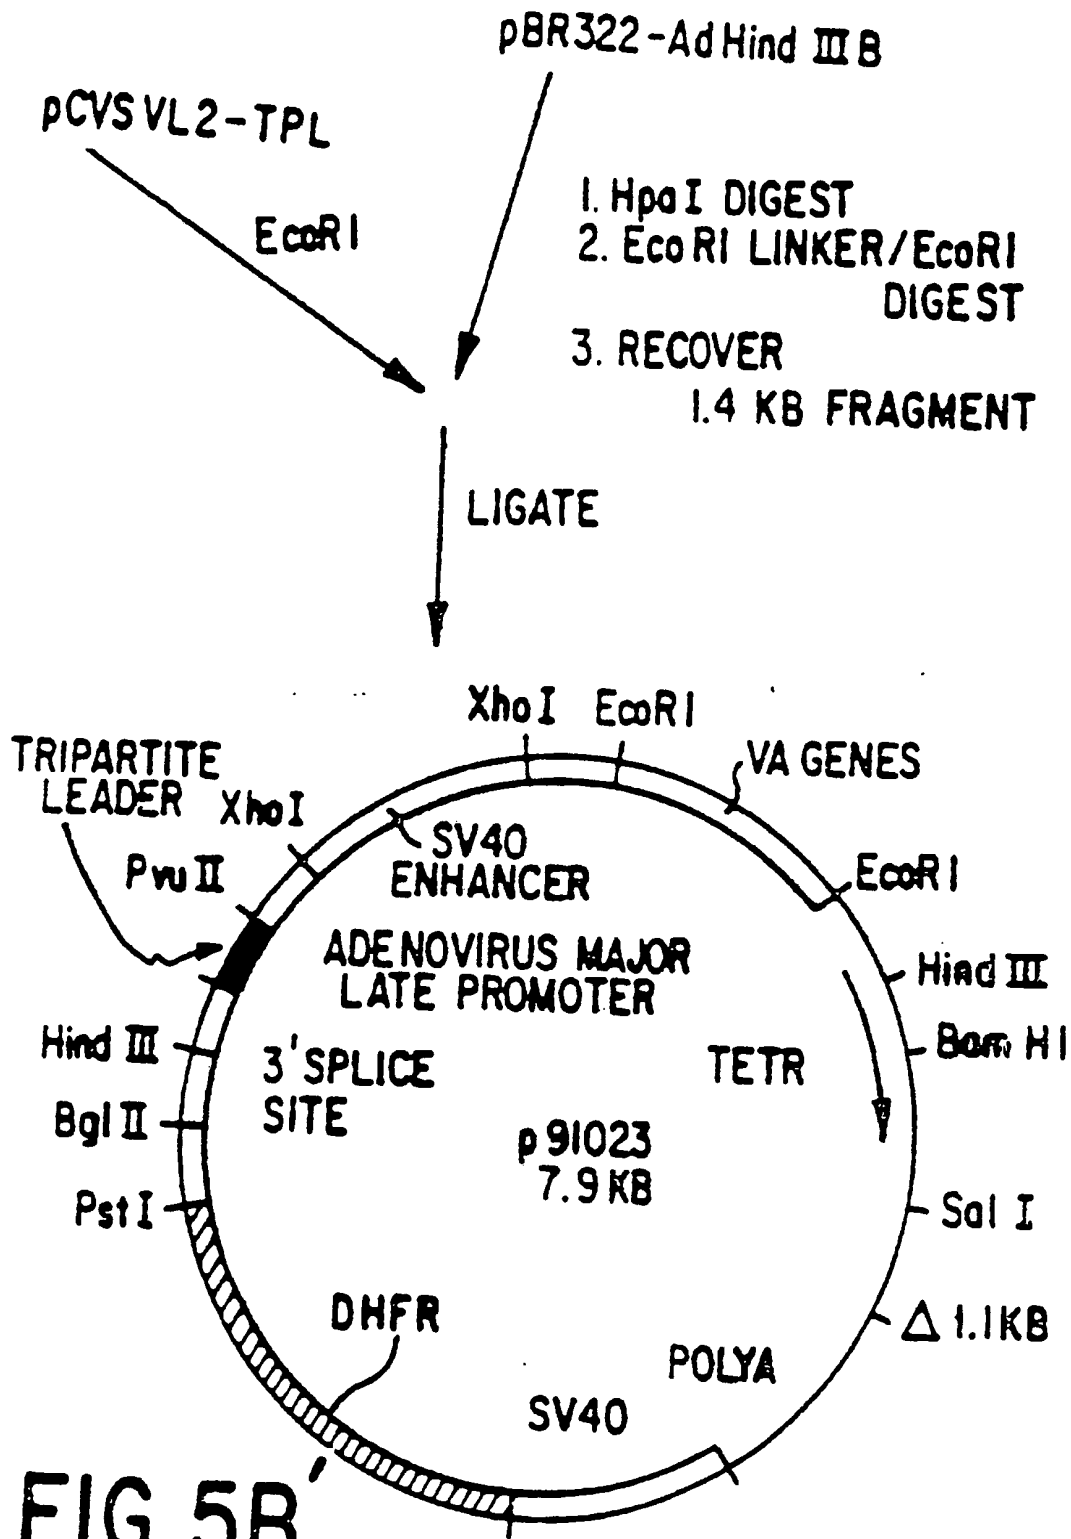 pBR322-Ad Hind III B
pCVSVL2-TPL
EcoRI
1. HpaI DIGEST
2. EcoRI LINKER/EcoRI
DIGEST
3. RECOVER
1.4 KB FRAGMENT
LIGATE
XhoI EcoRI
TRIPARTITE
LEADER
XhoI
VA GENES
SV40
ENHANCER
PvuII
EcoRI
ADENOVIRUS MAJOR
LATE PROMOTER
Hind III
Hind III
3' SPLICE
SITE
TETR
Bam HI
Bgl II
p91023
7.9 KB
PstI
Sal I
DHFR
Δ 1.1KB
POLYA
SV40
FIG. 5B